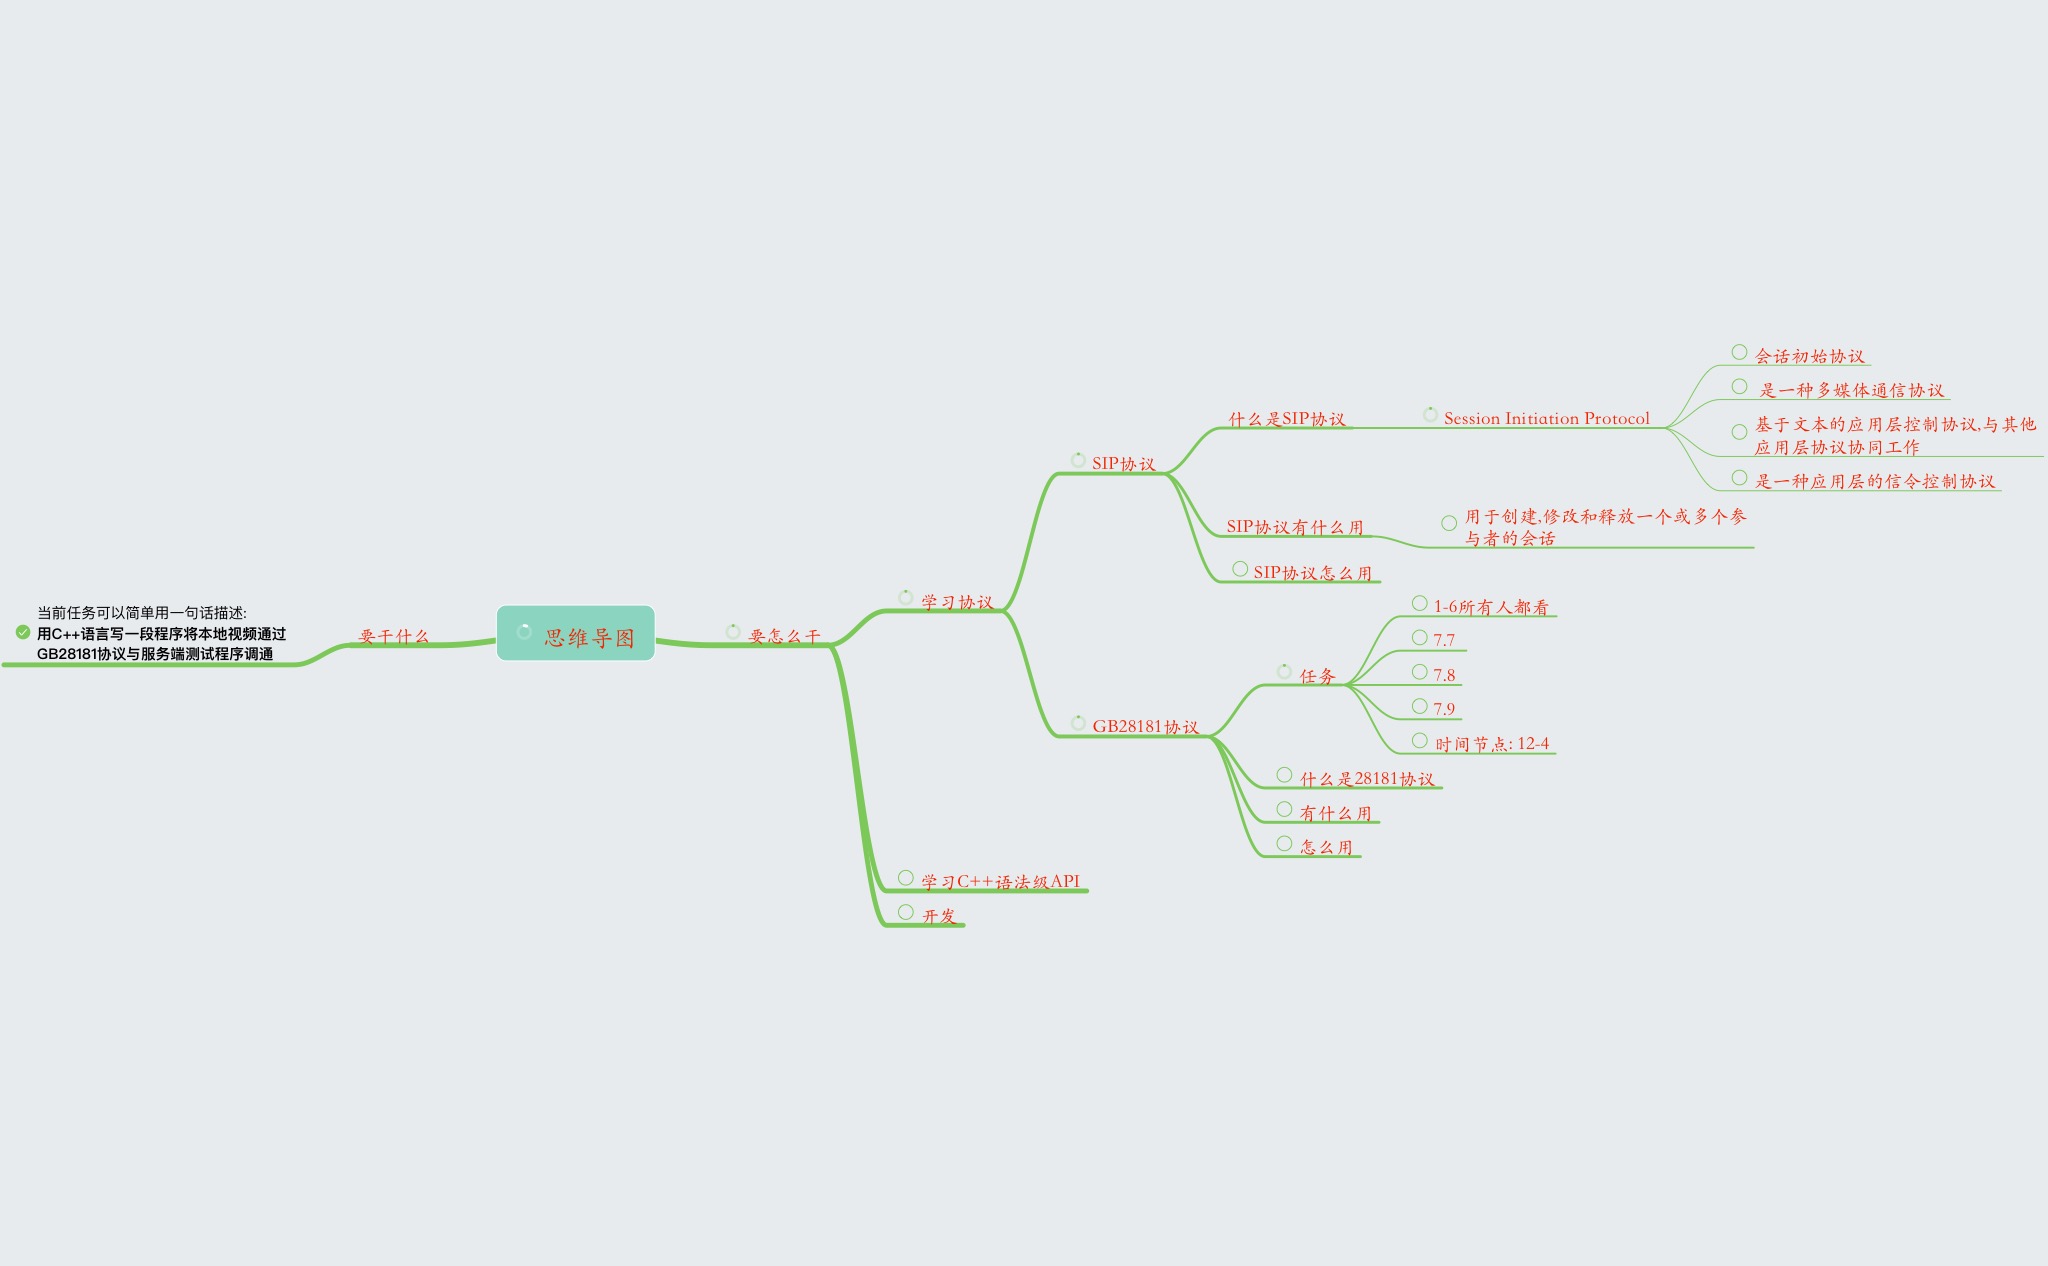 当前任务可以简单用一句话描述:
用C++语言写一段程序将本地视频通过
GB28181协议与服务端测试程序调通
要干什么
思维导图
要怎么干
学习协议
SIP协议
什么是SIP协议
Session Initiation Protocol
会话初始协议
是一种多媒体通信协议
基于文本的应用层控制协议,与其他
应用层协议协同工作
是一种应用层的信令控制协议
SIP协议有什么用
用于创建,修改和释放一个或多个参
与者的会话
SIP协议怎么用
GB28181协议
任务
1-6所有人都看
7.7
7.8
7.9
时间节点: 12-4
什么是28181协议
有什么用
怎么用
学习C++语法级API
开发